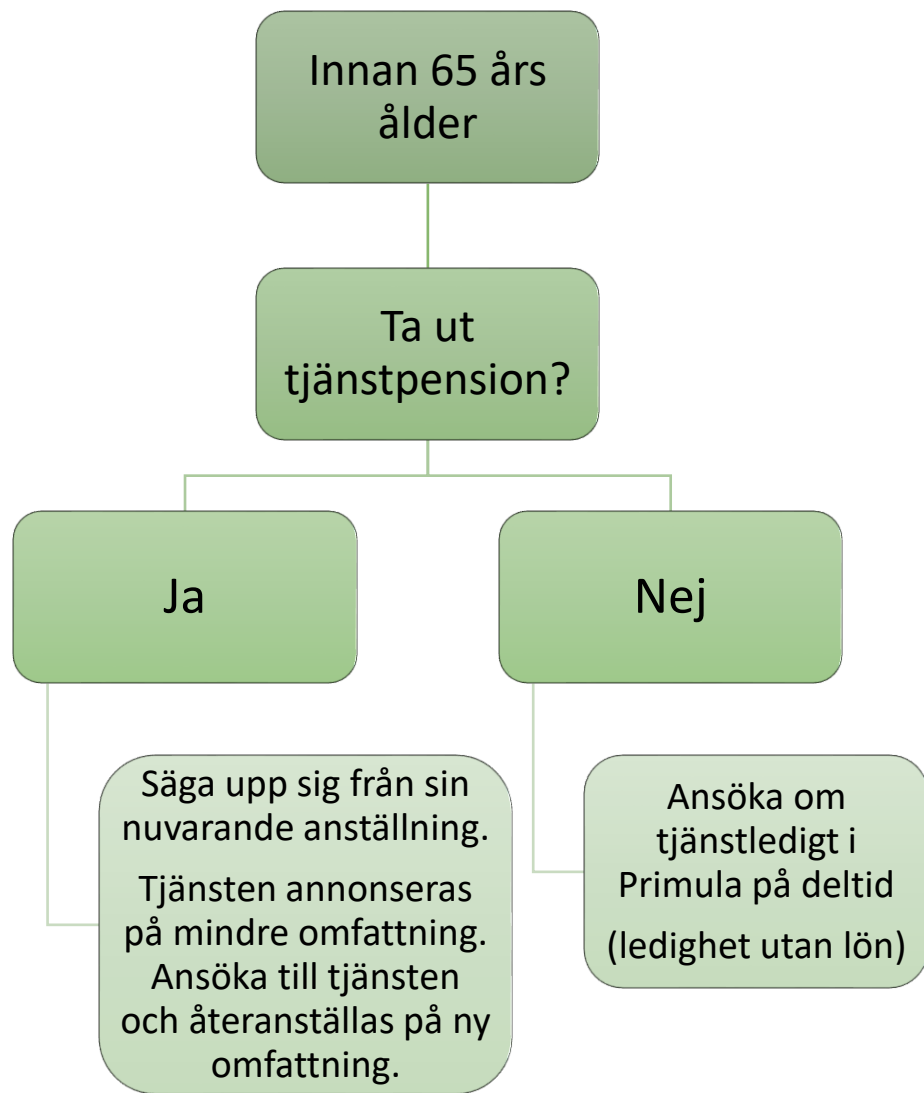 Innan 65 års
ålder
Ta ut
tjänstpension?
Ja
Nej
Säga upp sig från sin
nuvarande anställning.
Tjänsten annonseras
på mindre omfattning.
Ansöka till tjänsten
och återanställas på ny
omfattning.
Ansöka om
tjänstledigt i
Primula på deltid
(ledighet utan lön)